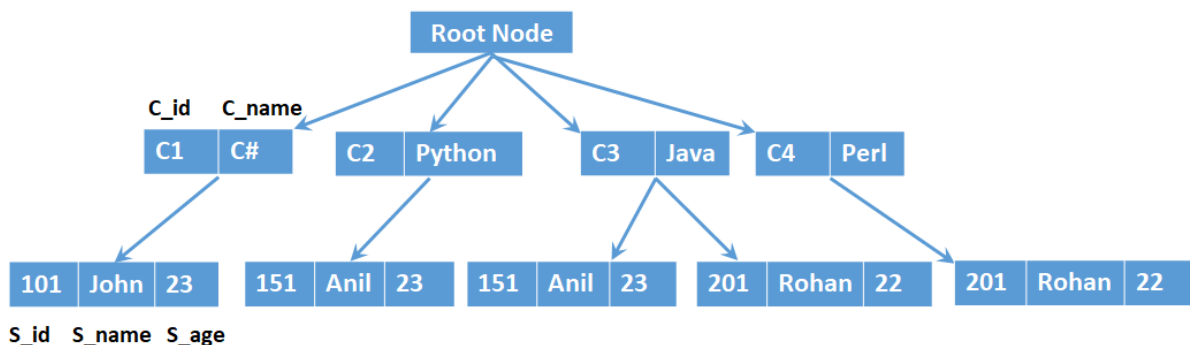 Root Node
C_id C_name
C1 C# C2 Python C3 Java C4 Perl
101 John 23 151 Anil 23 151 Anil 23 201 Rohan 22 201 Rohan 22
S_id S_name S_age